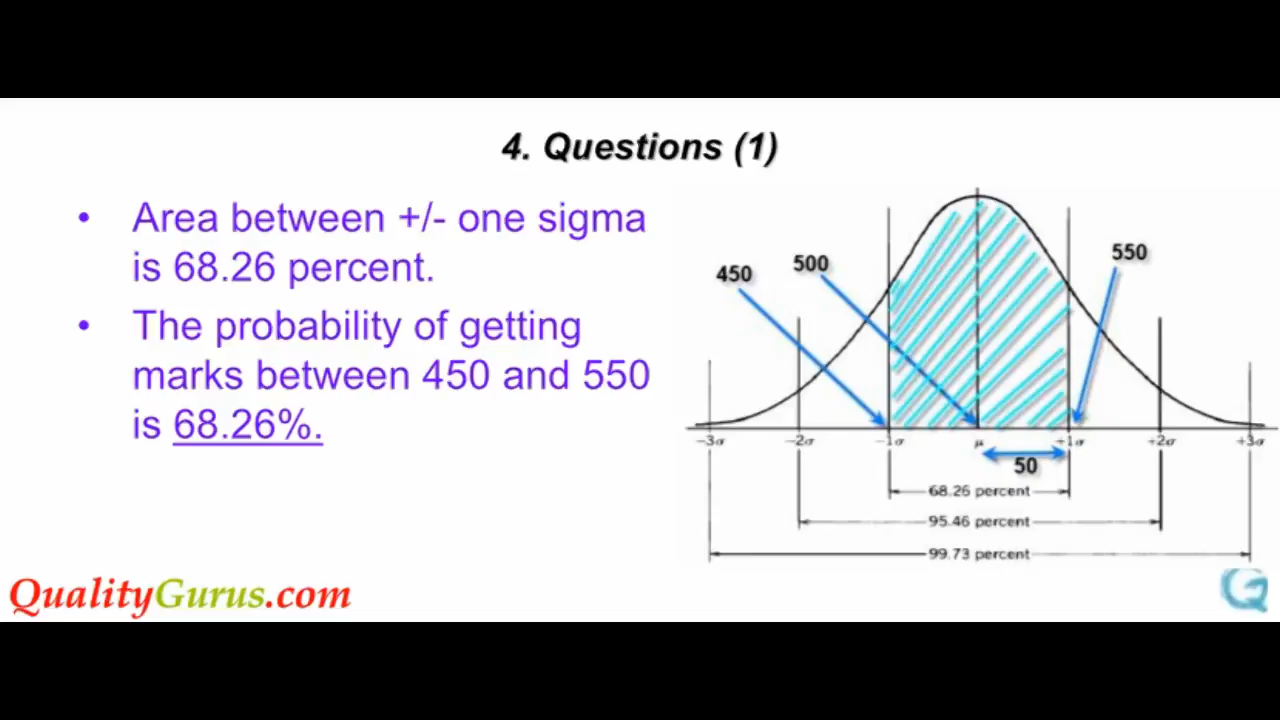 4. Questions (1)
• Area between +/- one sigma
is 68.26 percent.
• The probability of getting
marks between 450 and 550
is 68.26%.
450
500
550
−3σ −2σ −1σ μ +1σ +2σ +3σ
50
68.26 percent
95.46 percent
99.73 percent
QualityGurus.com